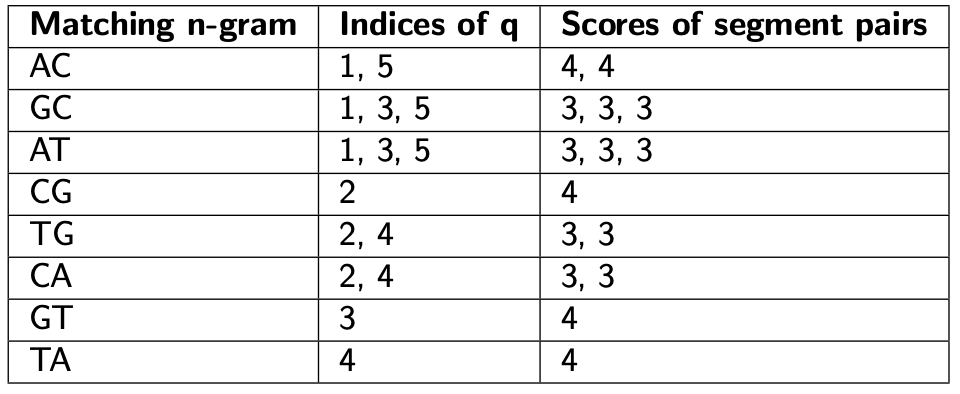 Matching n-gram Indices of q Scores of segment pairs
AC 1, 5 4, 4
GC 1, 3, 5 3, 3, 3
AT 1, 3, 5 3, 3, 3
CG 2 4
TG 2, 4 3, 3
CA 2, 4 3, 3
GT 3 4
TA 4 4